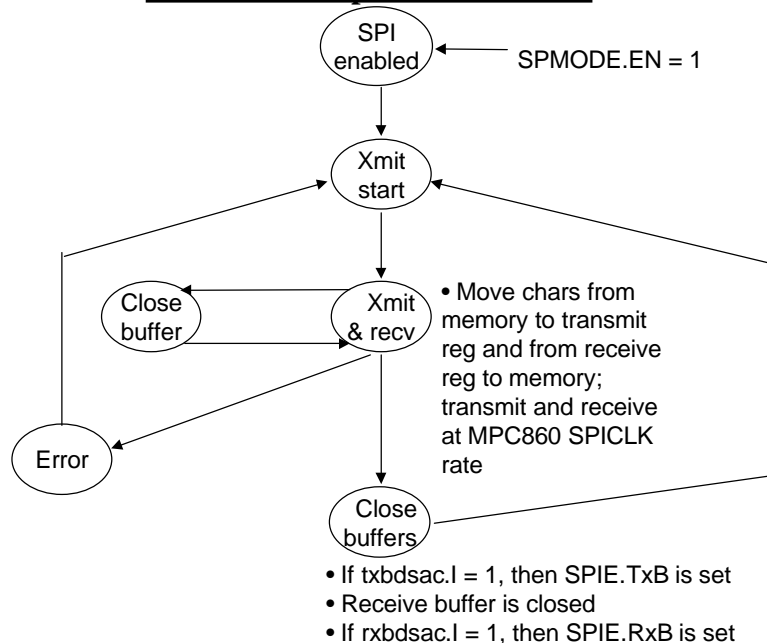 SPI
enabled
SPMODE.EN = 1
Xmit
start
Close
buffer
Xmit
& recv
• Move chars from
memory to transmit
reg and from receive
reg to memory;
transmit and receive
at MPC860 SPICLK
rate
Error
Close
buffers
• If txbdsac.I = 1, then SPIE.TxB is set
• Receive buffer is closed
• If rxbdsac.I = 1, then SPIE.RxB is set